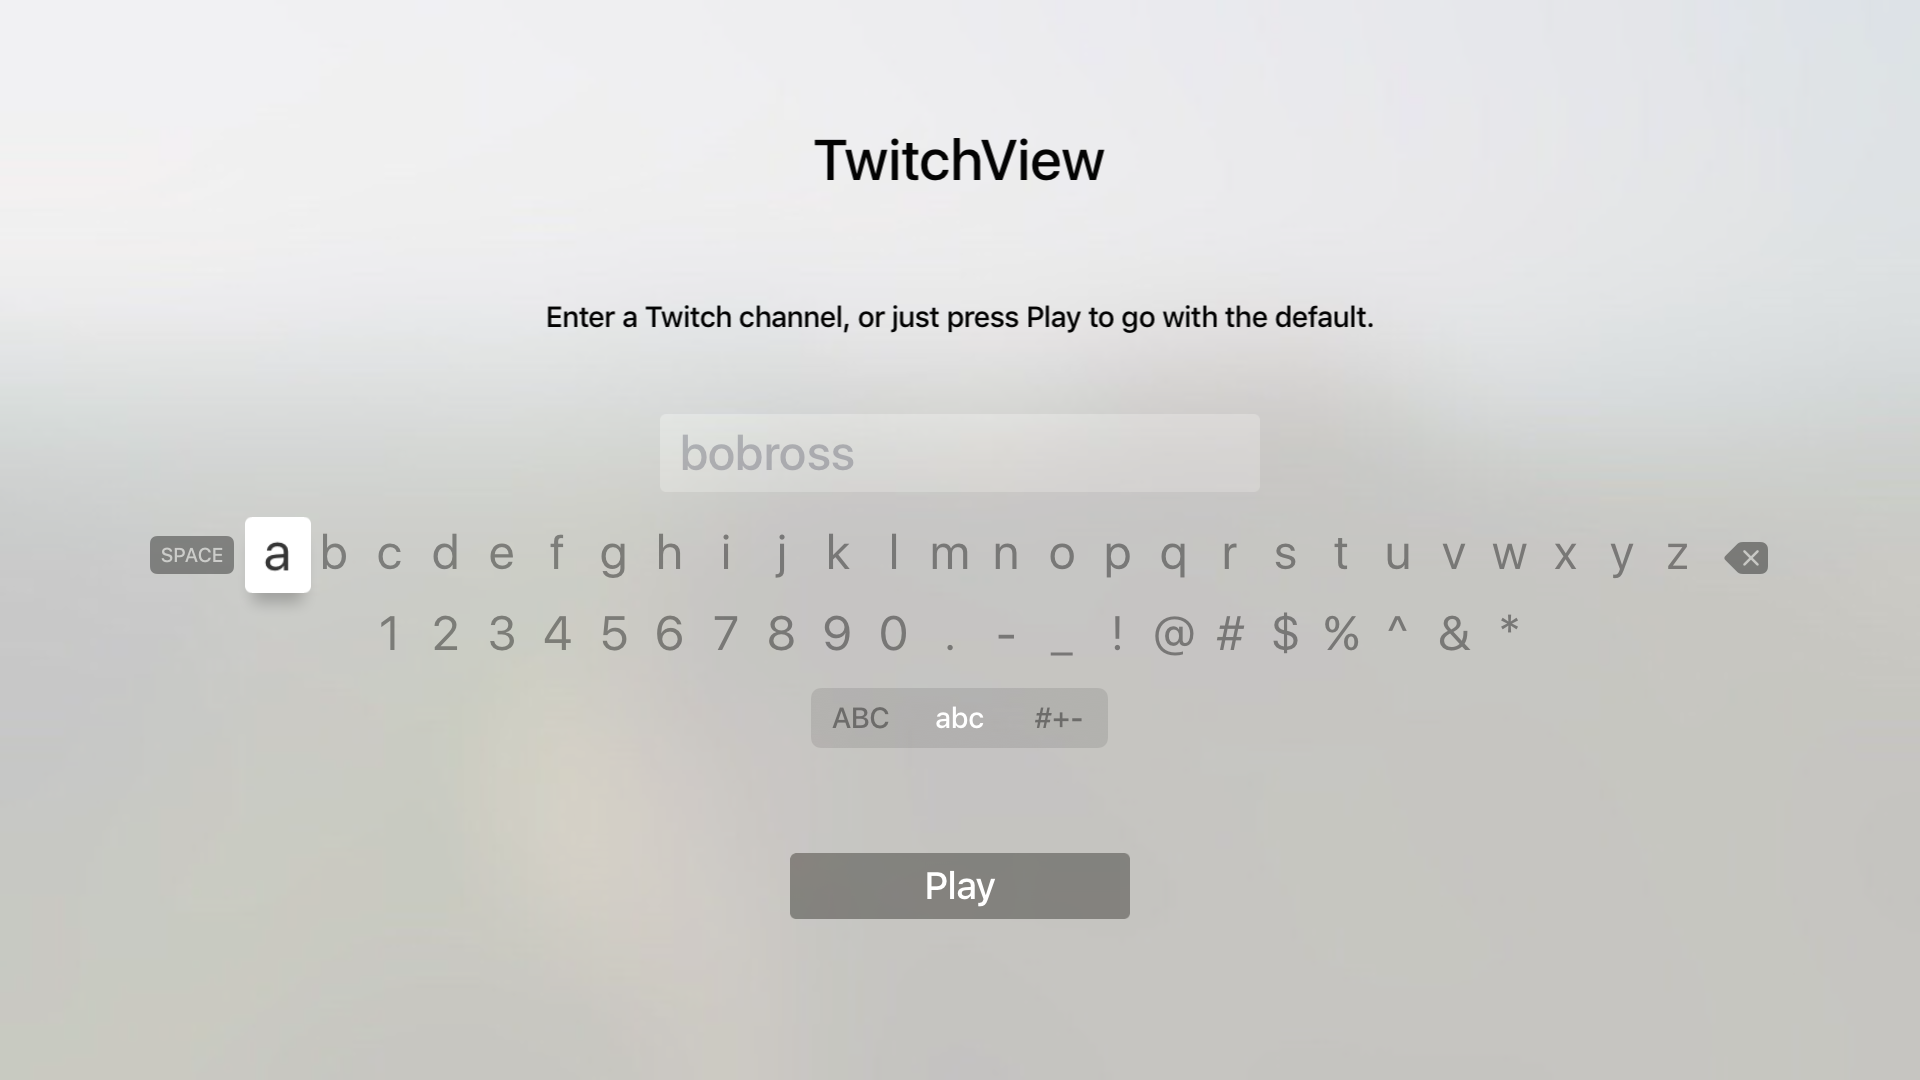 TwitchView
Enter a Twitch channel, or just press Play to go with the default.
bobross
SPACE a b c d e f g h i j k l m n o p q r s t u v w x y z
1 2 3 4 5 6 7 8 9 0 . - _ ! @ # $ % ^ & *
ABC abc #+-
Play